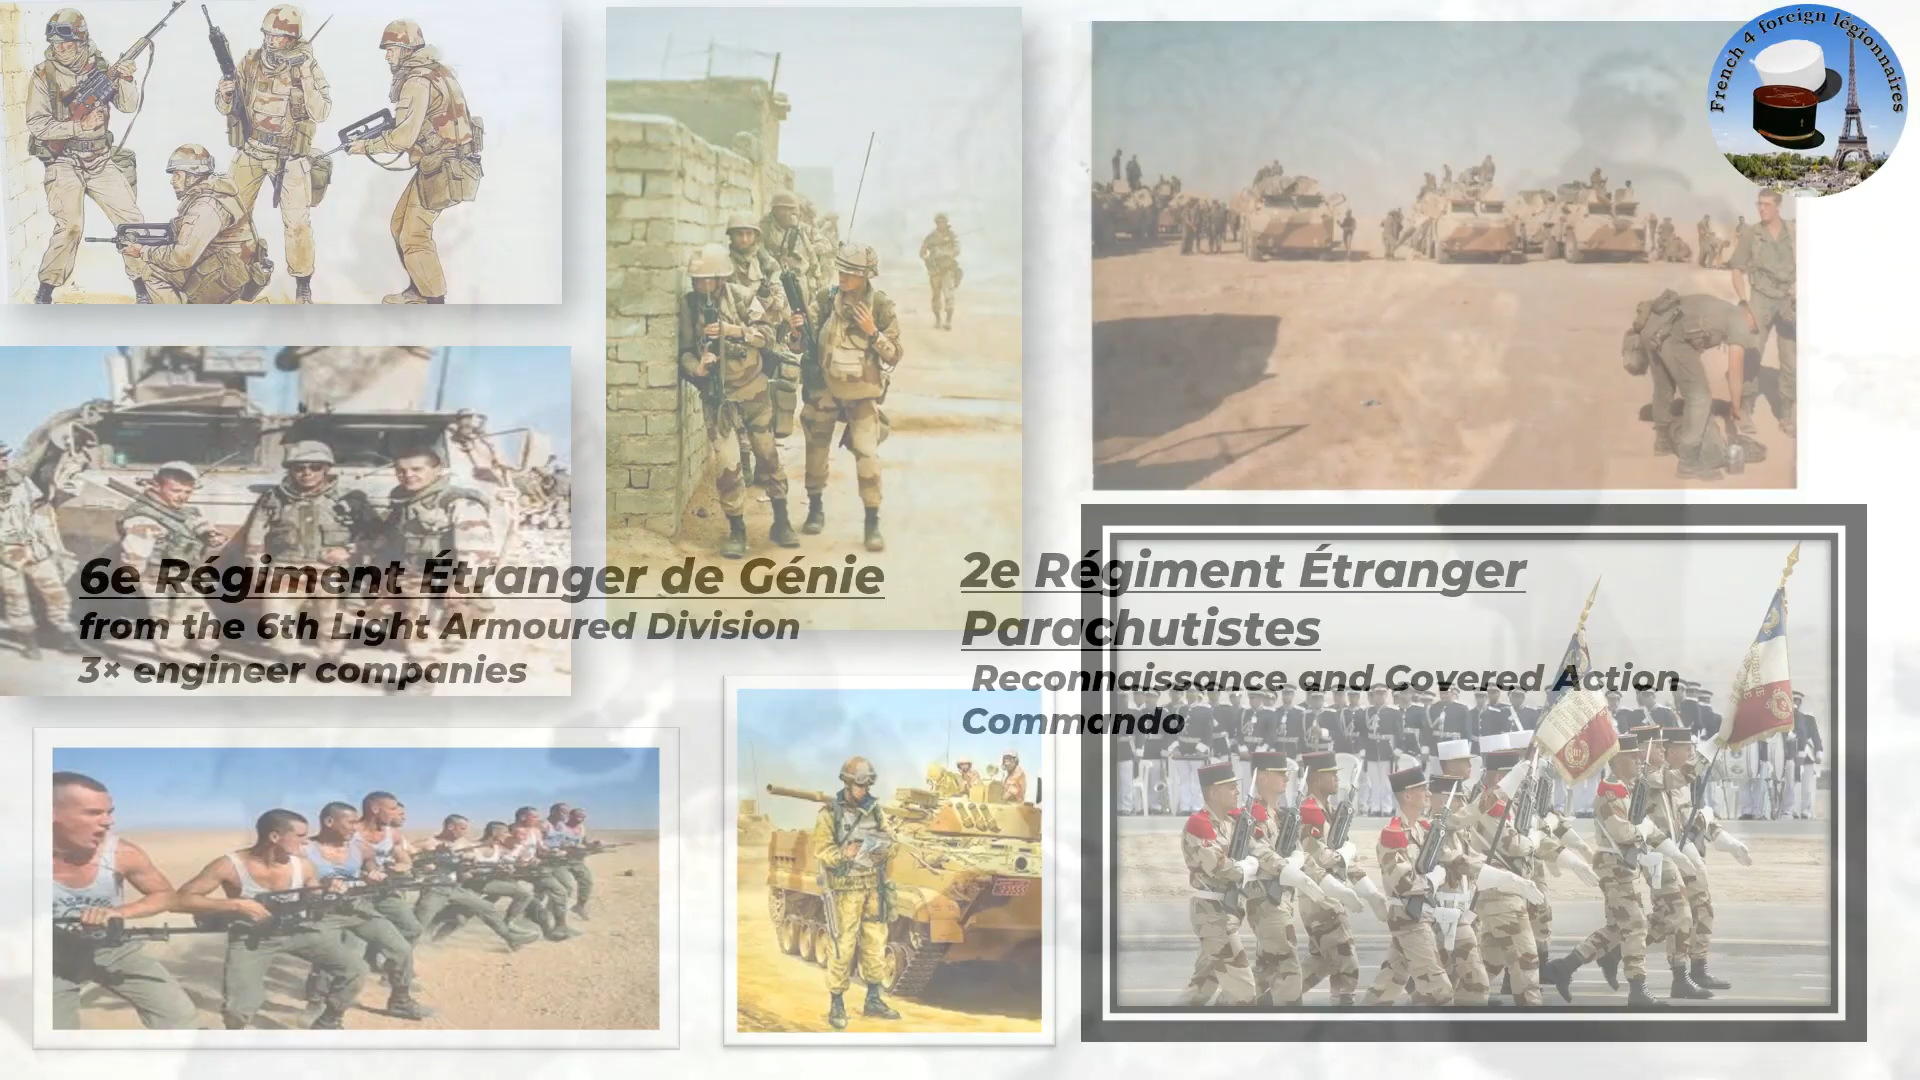 French 4 foreign légionnaires
6e Régiment Étranger de Génie
from the 6th Light Armoured Division
3× engineer companies
2e Régiment Étranger
Parachutistes
Reconnaissance and Covered Action
Commando